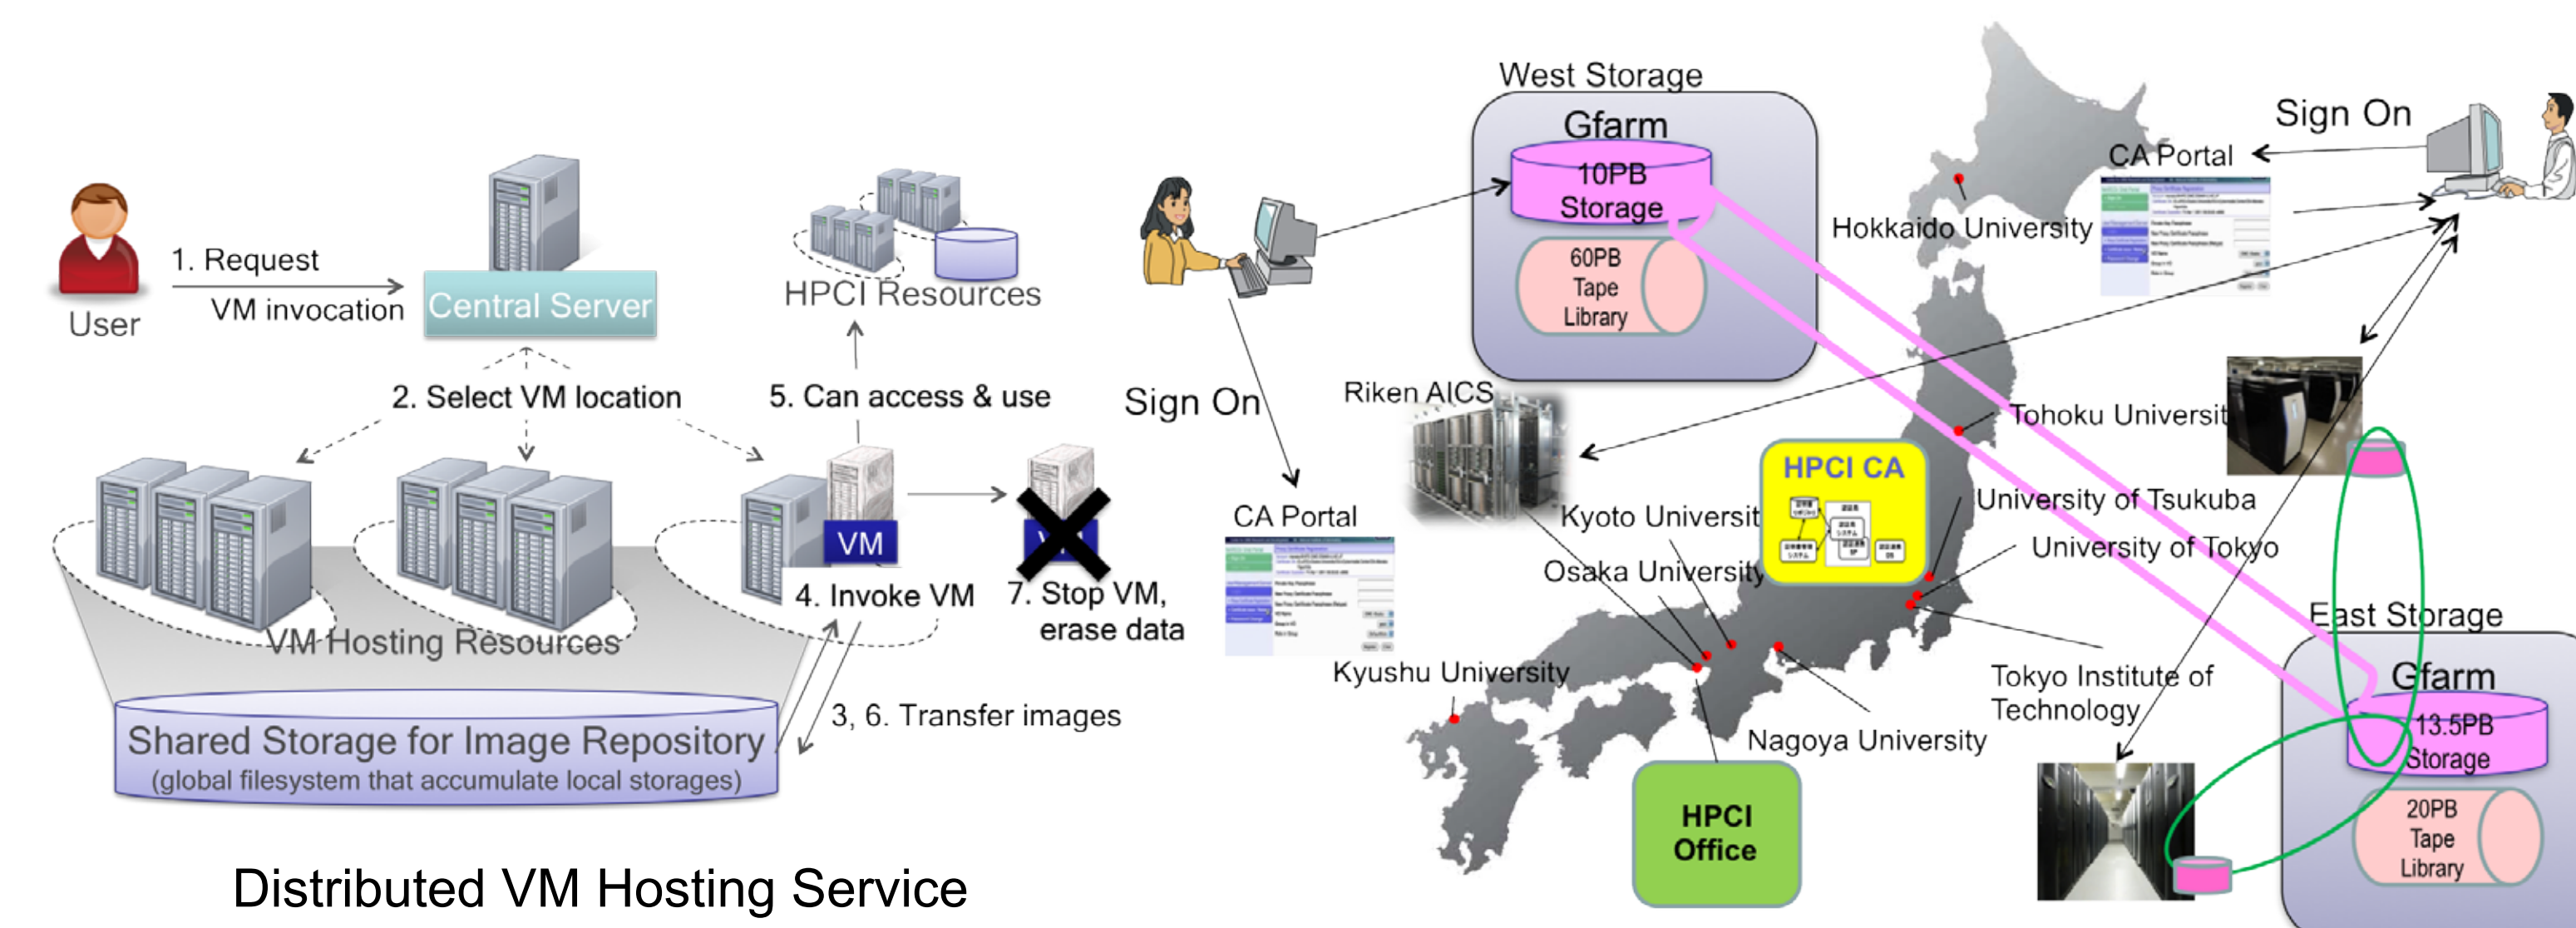 User
1. Request
VM invocation
Central Server
HPCI Resources
2. Select VM location
5. Can access & use
VM
4. Invoke VM
7. Stop VM,
erase data
VM Hosting Resources
3, 6. Transfer images
Shared Storage for Image Repository
(global filesystem that accumulate local storages)
Distributed VM Hosting Service
West Storage
Gfarm
10PB
Storage
60PB
Tape
Library
Sign On
CA Portal
Riken AICS
Kyoto Universit
Osaka University
Kyushu University
HPCI CA
HPCI
Office
Nagoya University
Hokkaido University
Sign On
CA Portal
Tohoku Universit
University of Tsukuba
University of Tokyo
Tokyo Institute of
Technology
East Storage
Gfarm
13.5PB
Storage
20PB
Tape
Library